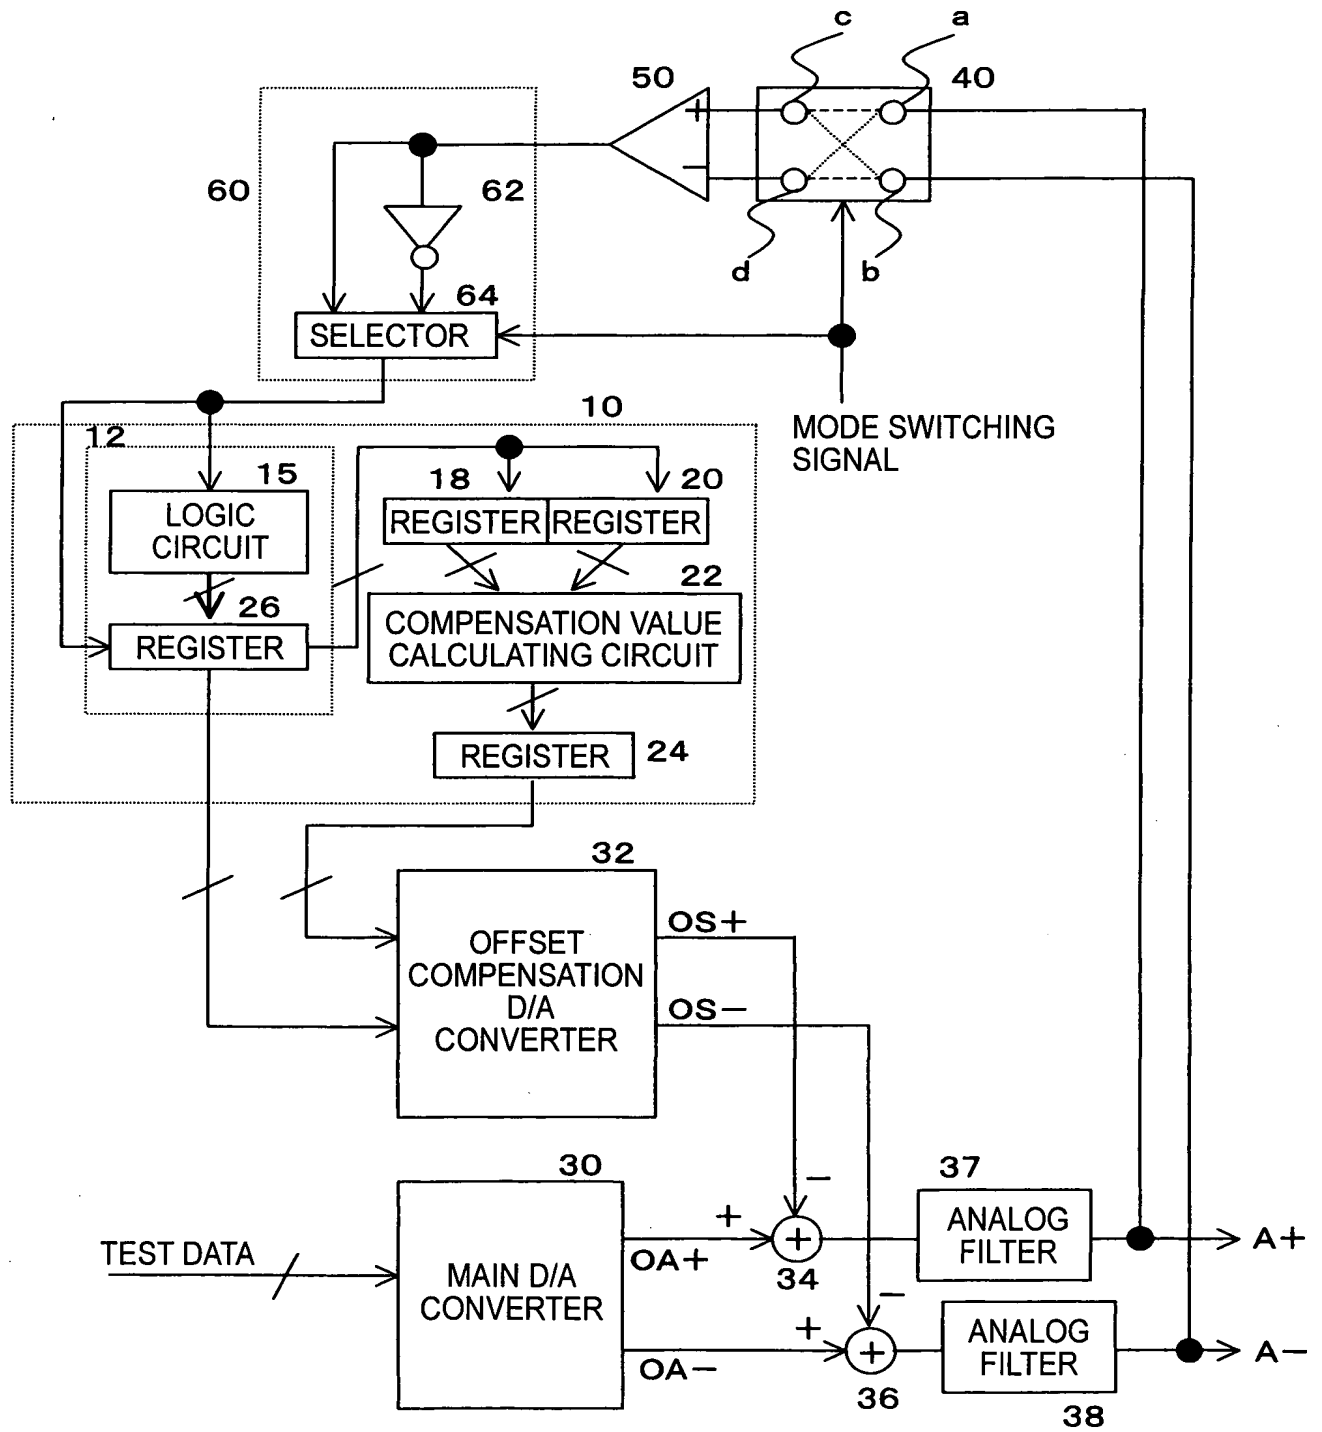 c
a
50
40
+
−
60
62
d
b
64
SELECTOR
MODE SWITCHING
SIGNAL
10
12
15
18
20
LOGIC
CIRCUIT
REGISTER
REGISTER
26
22
REGISTER
COMPENSATION VALUE
CALCULATING CIRCUIT
REGISTER
24
32
OFFSET
COMPENSATION
D/A
CONVERTER
OS+
OS−
30
37
−
+
ANALOG
FILTER
A+
TEST DATA
OA+
+
34
MAIN D/A
CONVERTER
−
+
ANALOG
FILTER
A−
OA−
+
36
38